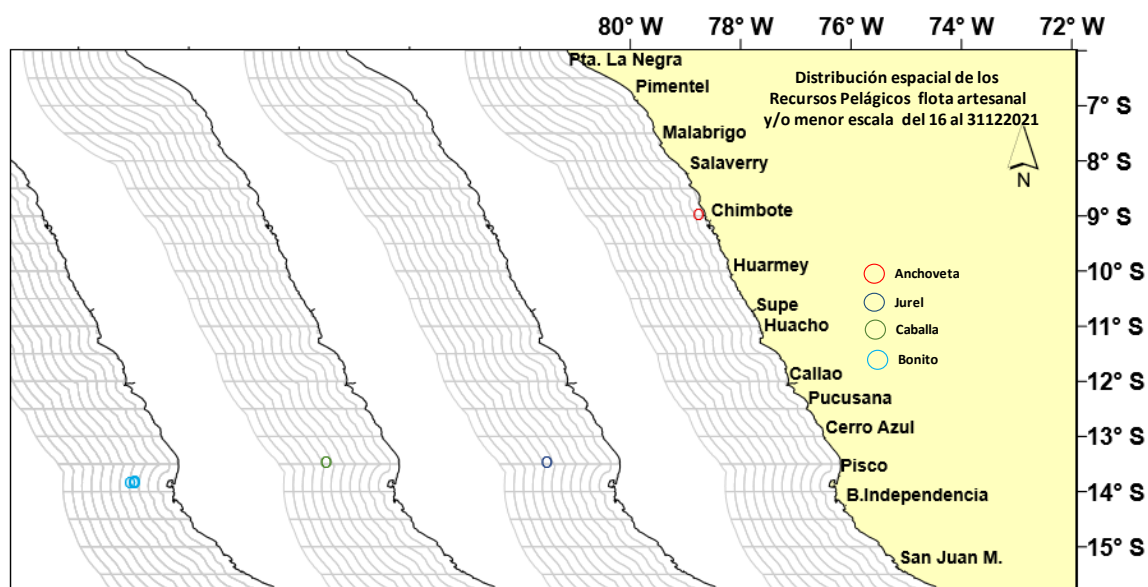 80° W 78° W 76° W 74° W 72° W
Pta. La Negra
Distribución espacial de los
Recursos Pelágicos flota artesanal
y/o menor escala del 16 al 31122021
Pimentel
7° S
Malabrigo
Salaverry
8° S
N
Chimbote
9° S
Huarmey
10° S
Anchoveta
Jurel
Caballa
Bonito
Supe
Huacho
11° S
Callao
12° S
Pucusana
Cerro Azul
13° S
Pisco
B.Independencia
14° S
San Juan M.
15° S